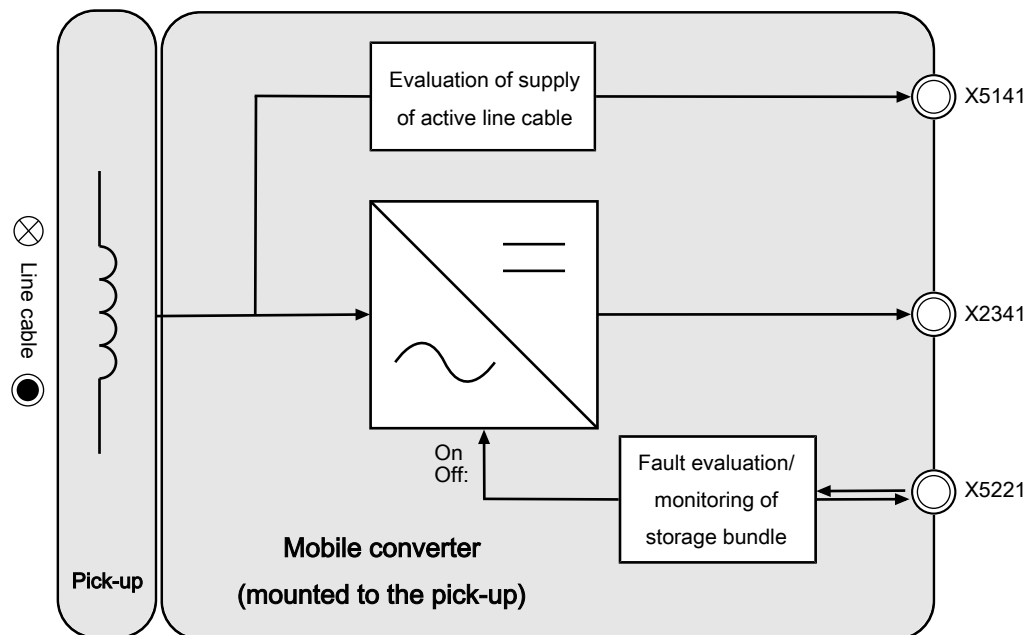 Evaluation of supply
of active line cable
X5141
Line cable
X2341
On
Off:
Fault evaluation/
monitoring of
storage bundle
X5221
Mobile converter
(mounted to the pick-up)
Pick-up